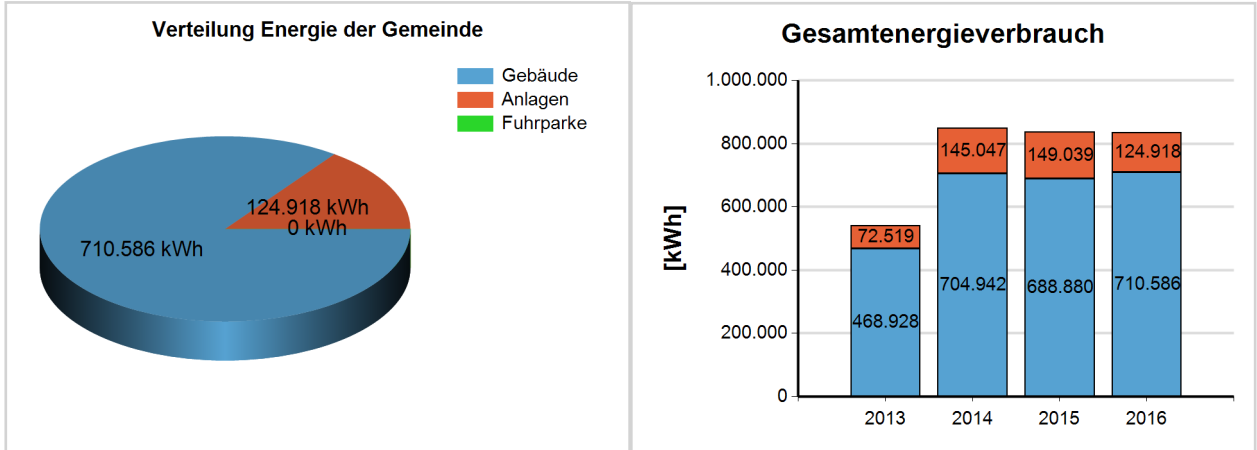 Verteilung Energie der Gemeinde
Gebäude
Anlagen
Fuhrparke
124.918 kWh
0 kWh
710.586 kWh
Gesamtenergieverbrauch
[kWh]
1.000.000
800.000
600.000
400.000
200.000
0
72.519
468.928
145.047
704.942
149.039
688.880
124.918
710.586
2013 2014 2015 2016